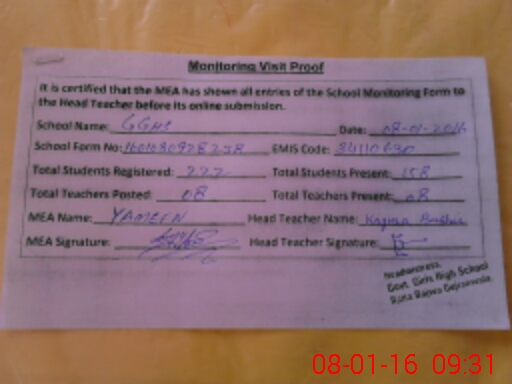 Monitoring Visit Proof
It is certified that the MEA has shown all entries of the School Monitoring Form to
the Head Teacher before its online submission.
School Name: GGHS Date: 08-01-2016
School Form No: EMIS Code:
Total Students Registered: 222 Total Students Present: 158
Total Teachers Posted: 08 Total Teachers Present: 08
MEA Name: YAMEEN Head Teacher Name:
MEA Signature: Head Teacher Signature:
Headmistress
Govt. Girls High School
08-01-16 09:31